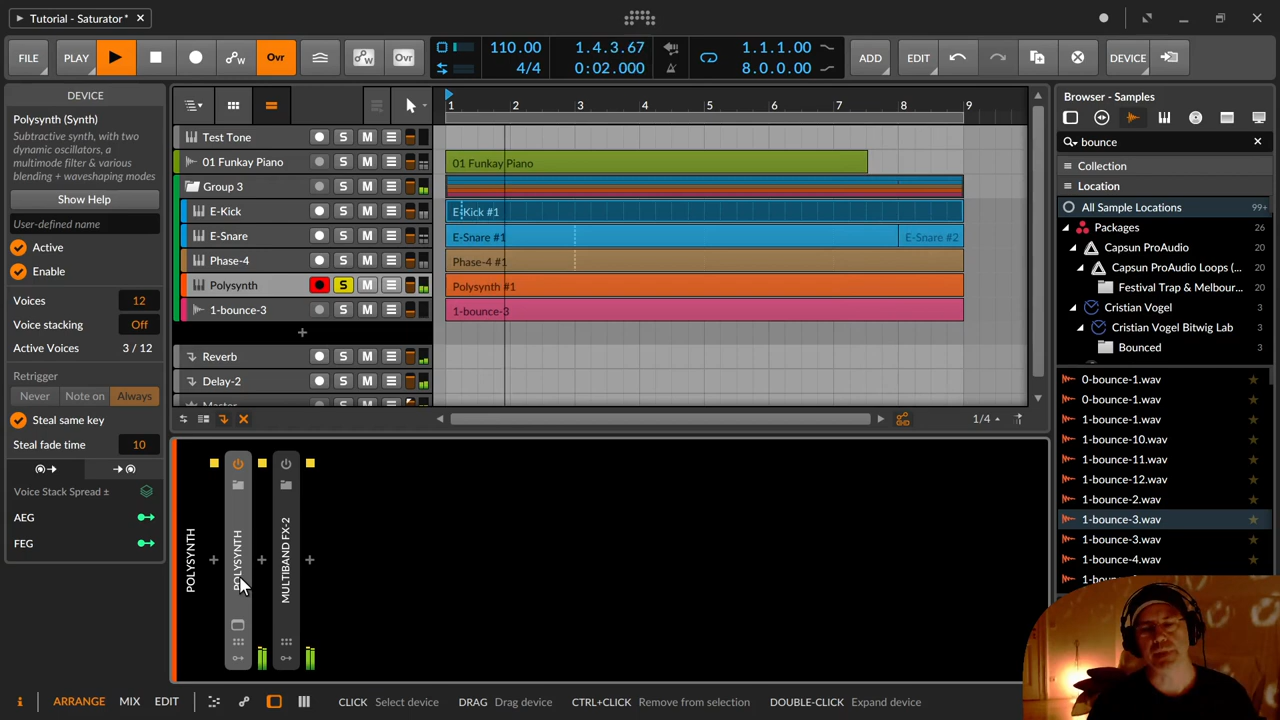 Tutorial - Saturator*
FILE
PLAY
Ovr
Ovr
110.00
4/4
1.4.3.67
0:02.000
1.1.1.00
8.0.0.00
ADD
EDIT
DEVICE
DEVICE
Polysynth (Synth)
Subtractive synth, with two
dynamic oscillators, a
multimode filter & various
blending + waveshaping modes
Show Help
User-defined name
Active
Enable
Voices 12
Voice stacking Off
Active Voices 3 / 12
Retrigger
Never Note on Always
Steal same key
Steal fade time 10
Voice Stack Spread ±
AEG
FEG
1 2 3 4 5 6 7 8 9
Test Tone S M
01 Funkay Piano S M 01 Funkay Piano
Group 3 S M
E-Kick S M E-Kick #1
E-Snare S M E-Snare #1 E-Snare #2
Phase-4 S M Phase-4 #1
Polysynth S M Polysynth #1
1-bounce-3 S M 1-bounce-3
Reverb S M
Delay-2 S M
1/4
POLYSYNTH
POLYSYNTH
MULTIBAND FX-2
Browser - Samples
bounce
Collection
Location
All Sample Locations 99+
Packages 26
Capsun ProAudio 20
Capsun ProAudio Loops (... 20
Festival Trap & Melbour... 20
Cristian Vogel 3
Cristian Vogel Bitwig Lab 3
Bounced 3
0-bounce-1.wav
0-bounce-1.wav
1-bounce-1.wav
1-bounce-10.wav
1-bounce-11.wav
1-bounce-12.wav
1-bounce-2.wav
1-bounce-3.wav
1-bounce-3.wav
1-bounce-4.wav
i ARRANGE MIX EDIT
CLICK Select device DRAG Drag device CTRL+CLICK Remove from selection DOUBLE-CLICK Expand device